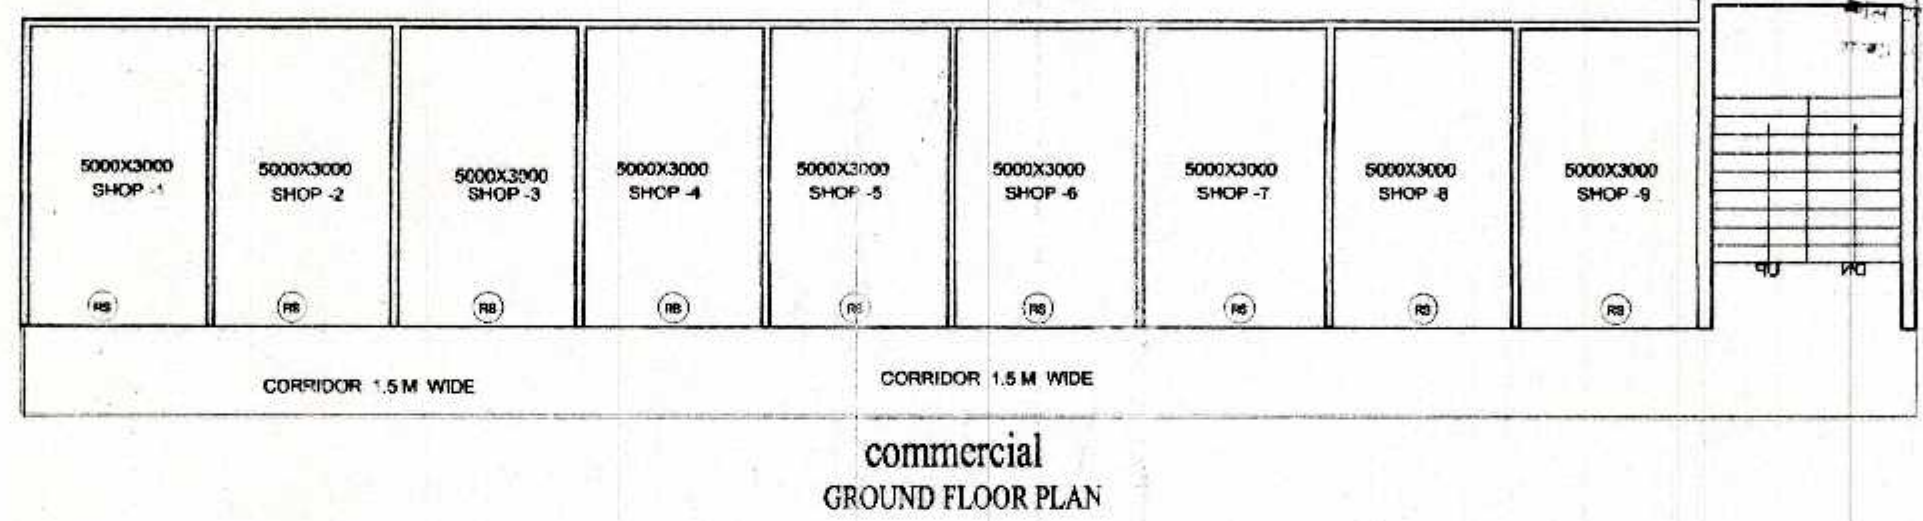 5000X3000
SHOP -1
RS
5000X3000
SHOP -2
RS
5000X3000
SHOP -3
RS
5000X3000
SHOP -4
RS
5000X3000
SHOP -5
RS
5000X3000
SHOP -6
RS
5000X3000
SHOP -7
RS
5000X3000
SHOP -8
RS
5000X3000
SHOP -9
RS
UP
DN
CORRIDOR 1.5 M WIDE
CORRIDOR 1.5 M WIDE
commercial
GROUND FLOOR PLAN